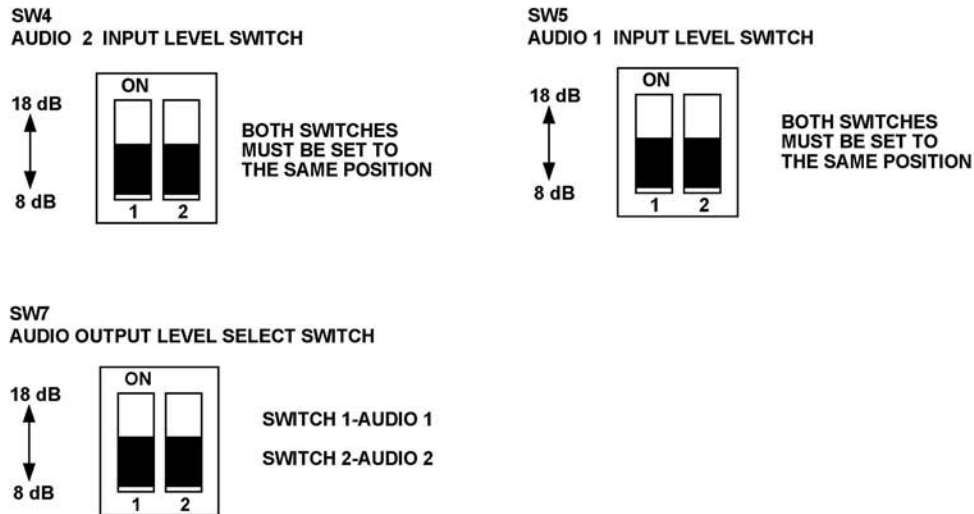 SW4
AUDIO 2 INPUT LEVEL SWITCH
ON
18 dB
8 dB
1 2
BOTH SWITCHES
MUST BE SET TO
THE SAME POSITION
SW5
AUDIO 1 INPUT LEVEL SWITCH
ON
18 dB
8 dB
1 2
BOTH SWITCHES
MUST BE SET TO
THE SAME POSITION
SW7
AUDIO OUTPUT LEVEL SELECT SWITCH
ON
18 dB
8 dB
1 2
SWITCH 1-AUDIO 1
SWITCH 2-AUDIO 2